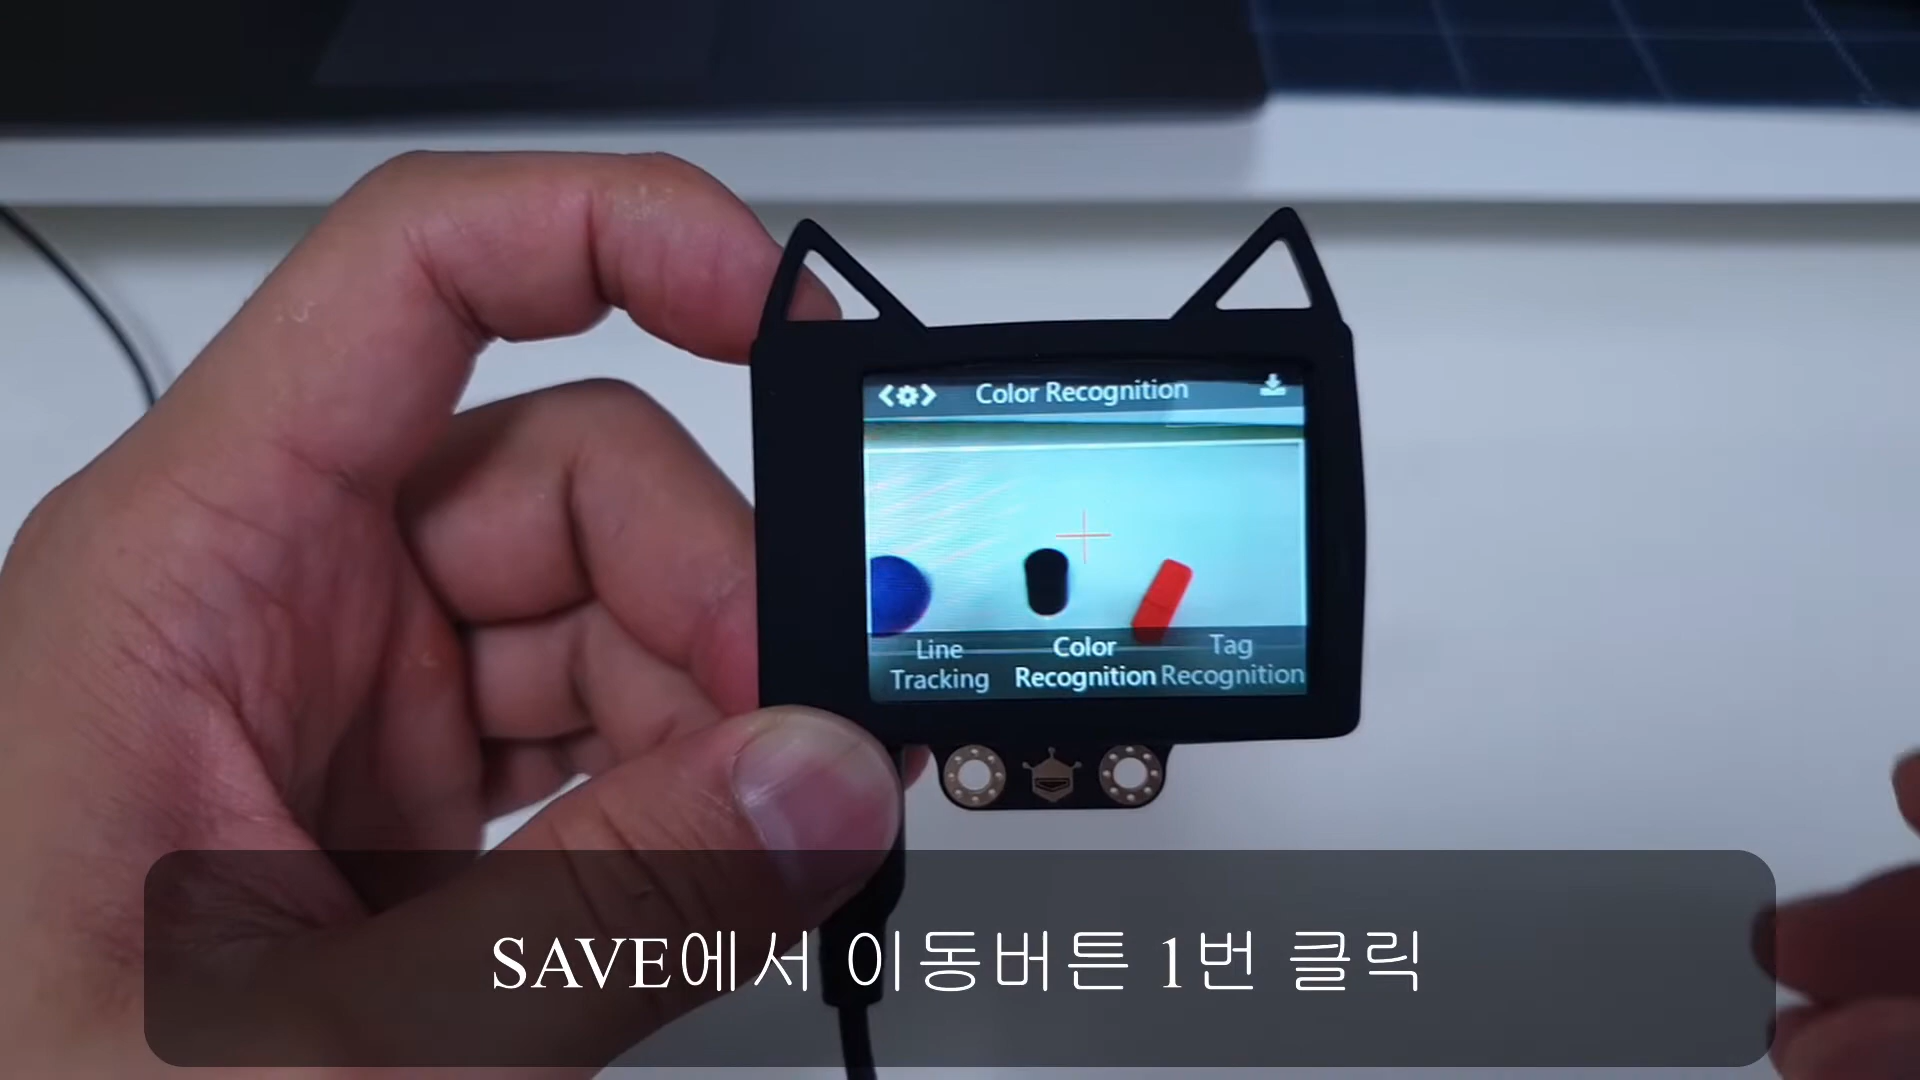 Color Recognition
Line Tracking
Color Recognition
Tag Recognition
SAVE에서 이동버튼 1번 클릭